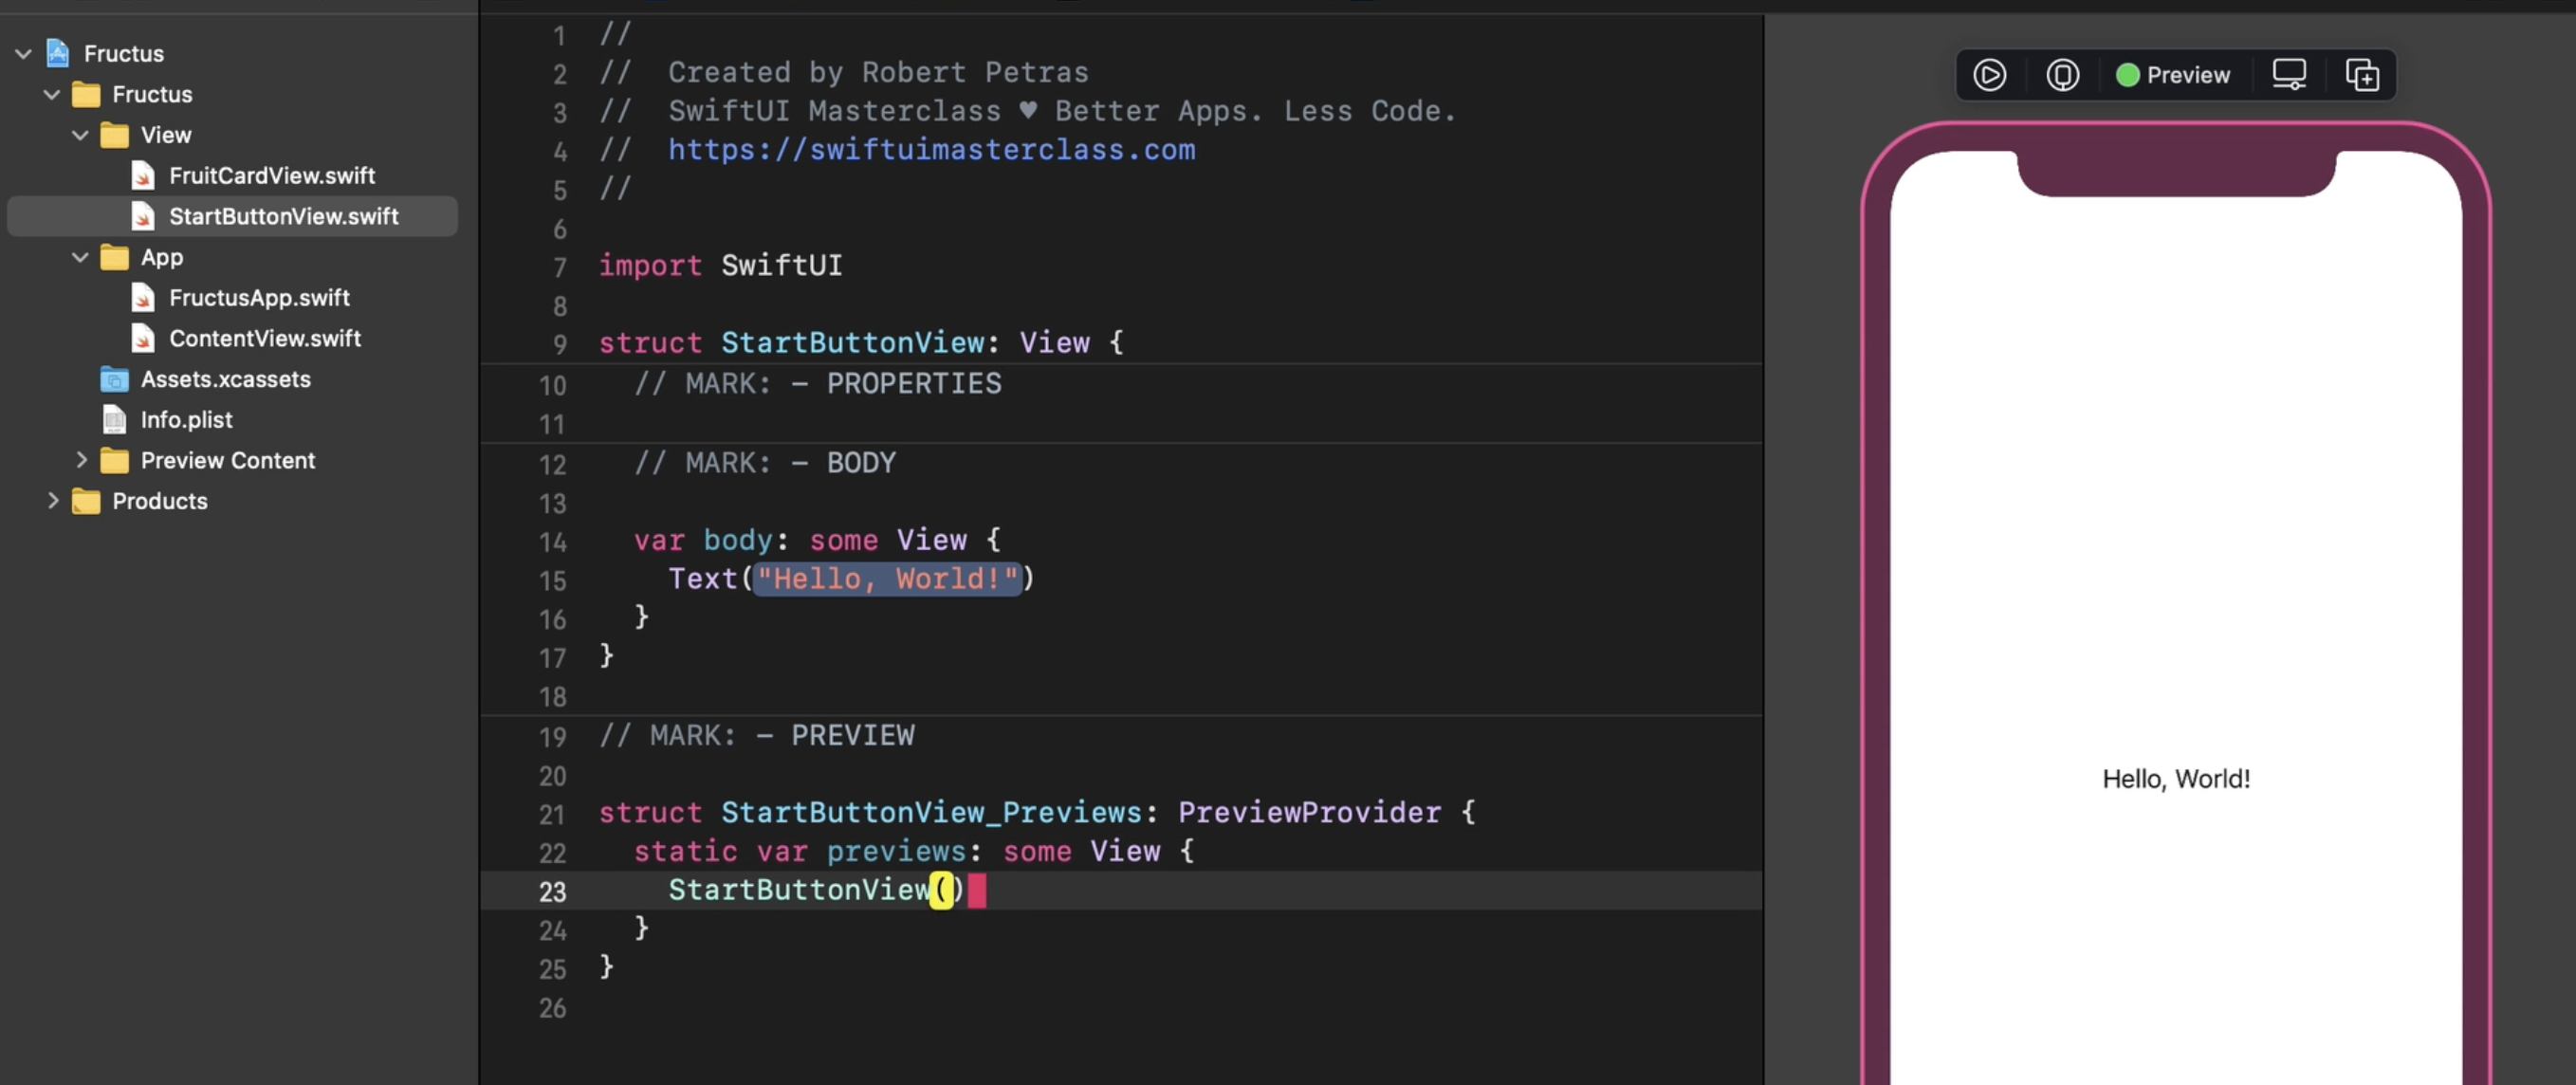 Fructus
Fructus
View
FruitCardView.swift
StartButtonView.swift
App
FructusApp.swift
ContentView.swift
Assets.xcassets
Info.plist
Preview Content
Products
1 //
2 //  Created by Robert Petras
3 //  SwiftUI Masterclass ♥ Better Apps. Less Code.
4 //  https://swiftuimasterclass.com
5 //
6
7 import SwiftUI
8
9 struct StartButtonView: View {
10   // MARK: - PROPERTIES
11
12   // MARK: - BODY
13
14   var body: some View {
15     Text("Hello, World!")
16   }
17 }
18
19 // MARK: - PREVIEW
20
21 struct StartButtonView_Previews: PreviewProvider {
22   static var previews: some View {
23     StartButtonView()
24   }
25 }
26
Preview
Hello, World!